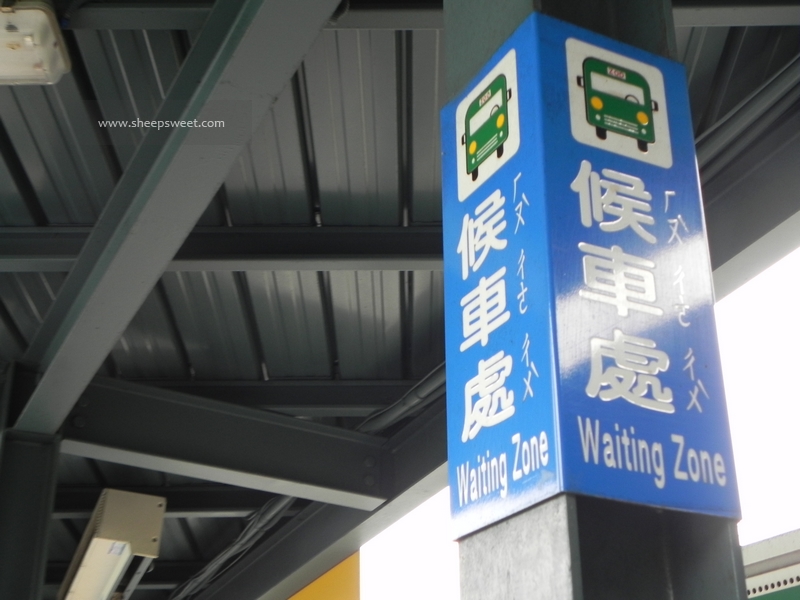 www.sheepsweet.com
候車處
ㄏㄡˋ ㄔㄜ ㄔㄨˋ
Waiting Zone
ZOO
候車處
ㄏㄡˋ ㄔㄜ ㄔㄨˋ
Waiting Zone